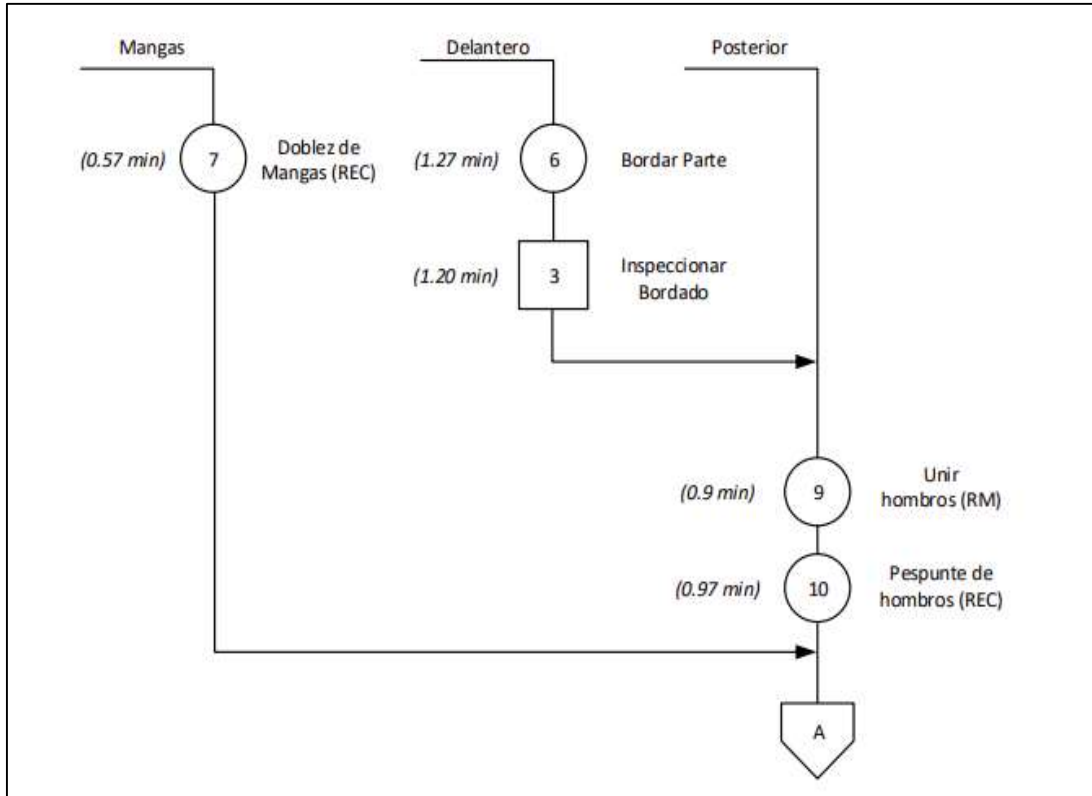 Mangas
Delantero
Posterior
(0.57 min)
7
Doblez de
Mangas (REC)
(1.27 min)
6
Bordar Parte
(1.20 min)
3
Inspeccionar
Bordado
(0.9 min)
9
Unir
hombros (RM)
(0.97 min)
10
Pespunte de
hombros (REC)
A